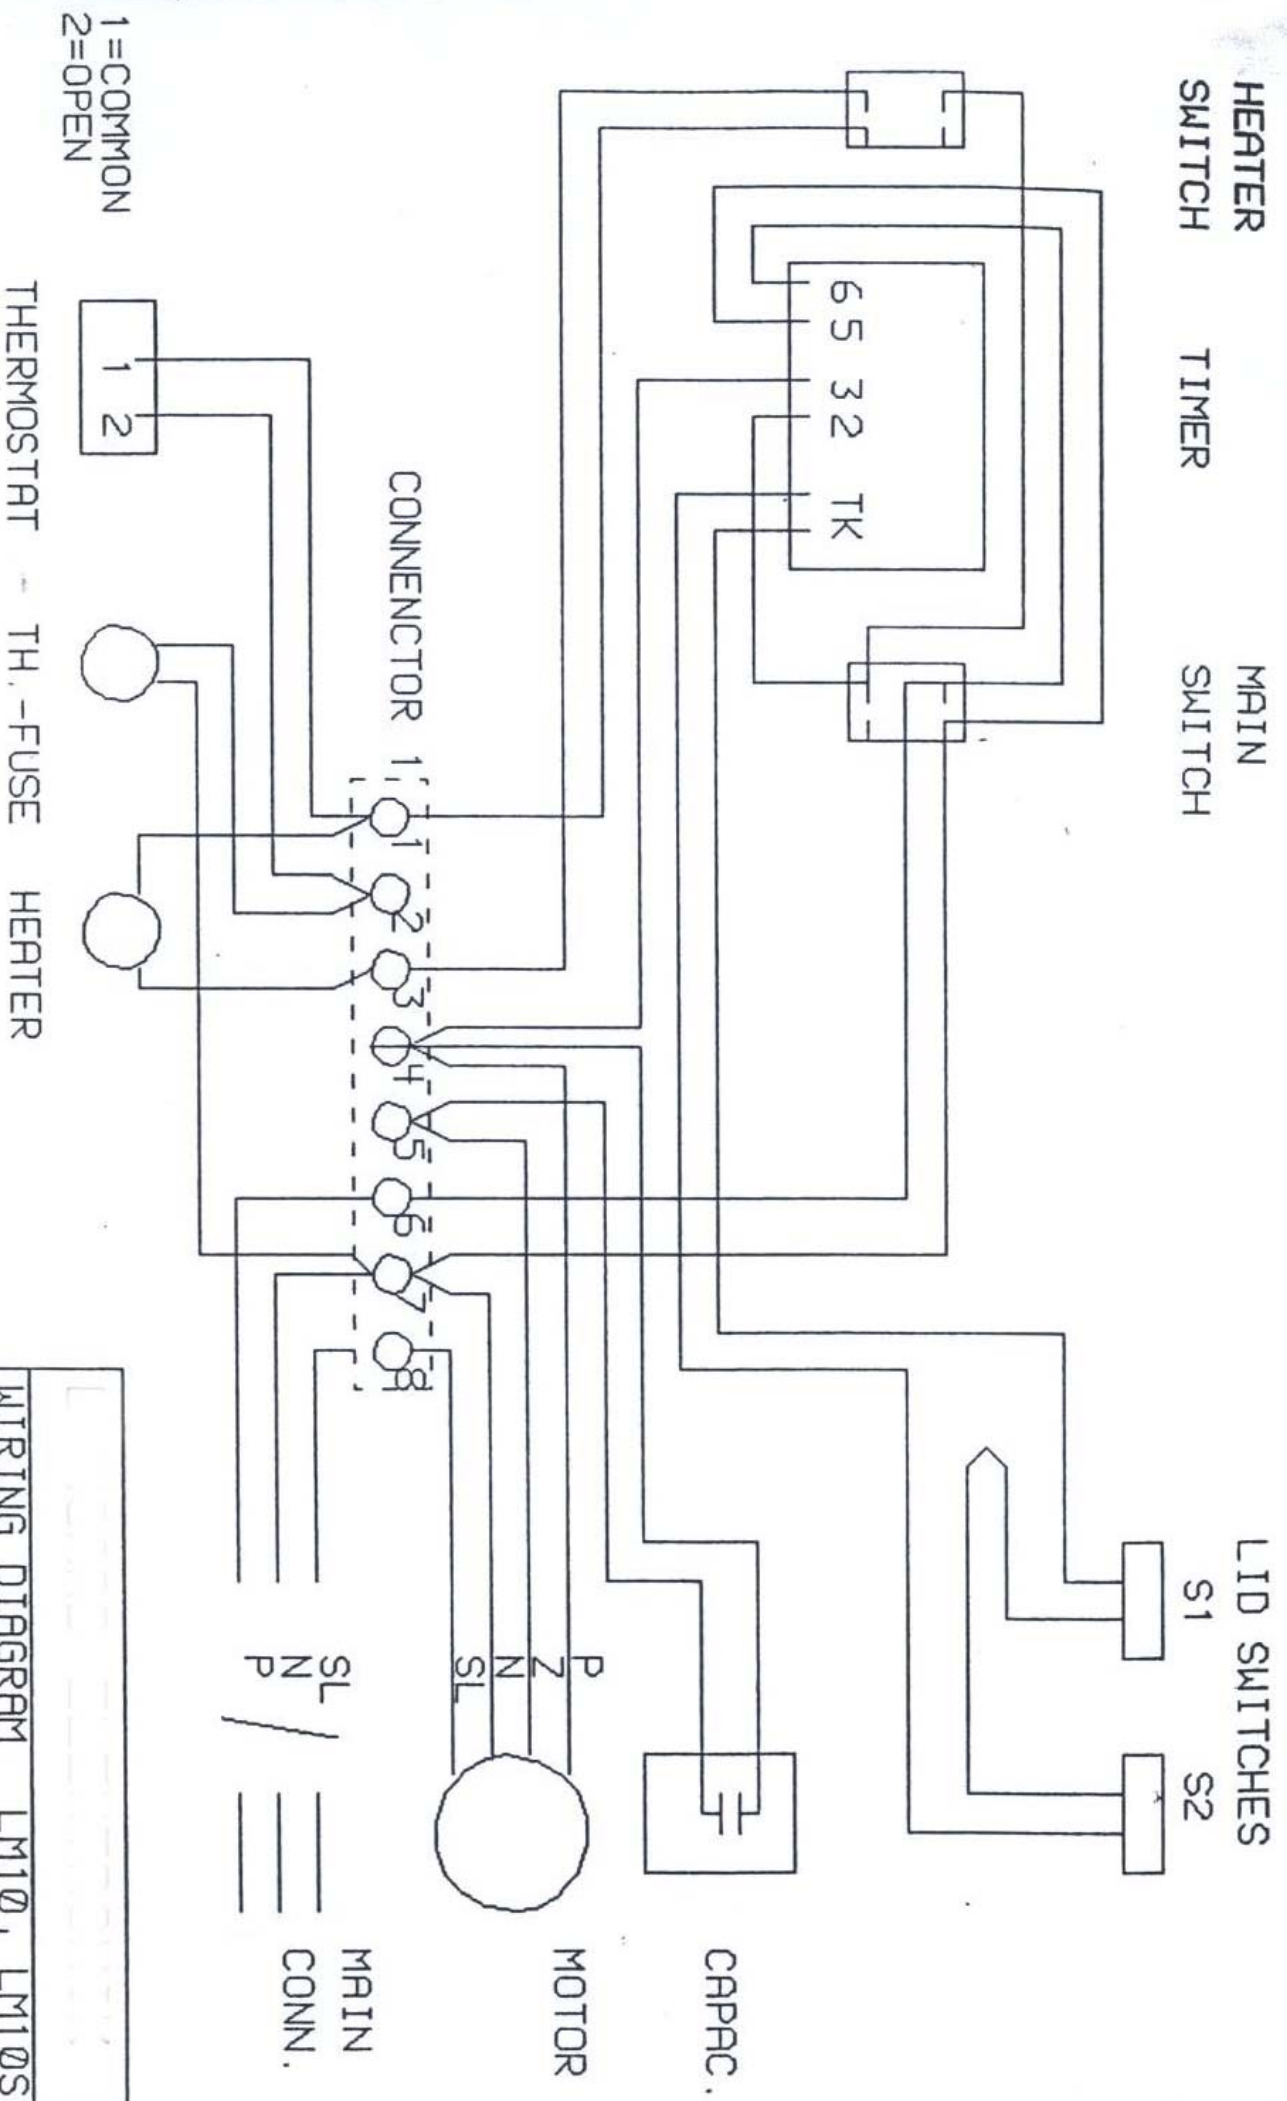 HEATER
SWITCH
TIMER
MAIN
SWITCH
LID SWITCHES
S1
S2
6 5 3 2 TK
CAPAC.
CONNENCTOR 1
1
2
3
4
5
6
7
8
P
Z
N
SL
MOTOR
SL
N
P
MAIN
CONN.
1 2
1=COMMON
2=OPEN
THERMOSTAT - TH.-FUSE HEATER
WIRING DIAGRAM LM10, LM10S